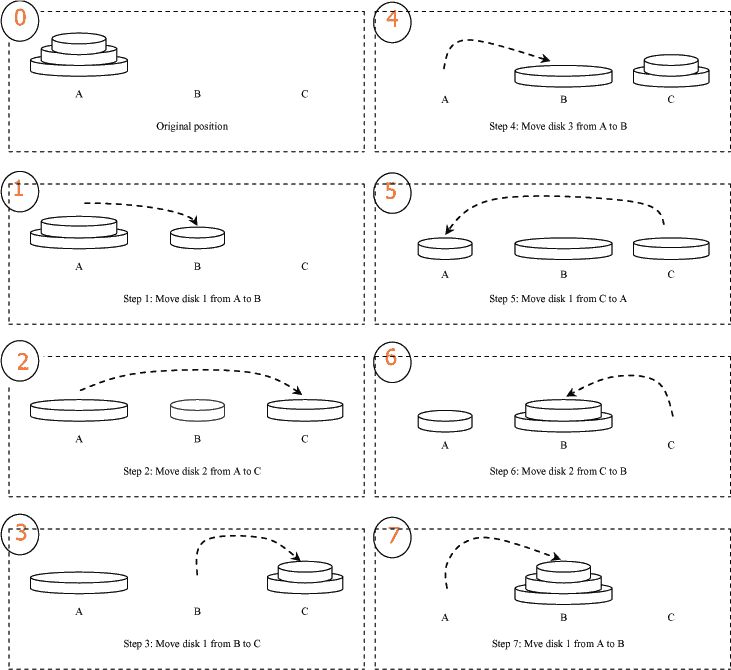 0
A B C
Original position
1
A B C
Step 1: Move disk 1 from A to B
2
A B C
Step 2: Move disk 2 from A to C
3
A B C
Step 3: Move disk 1 from B to C
4
A B C
Step 4: Move disk 3 from A to B
5
A B C
Step 5: Move disk 1 from C to A
6
A B C
Step 6: Move disk 2 from C to B
7
A B C
Step 7: Mve disk 1 from A to B